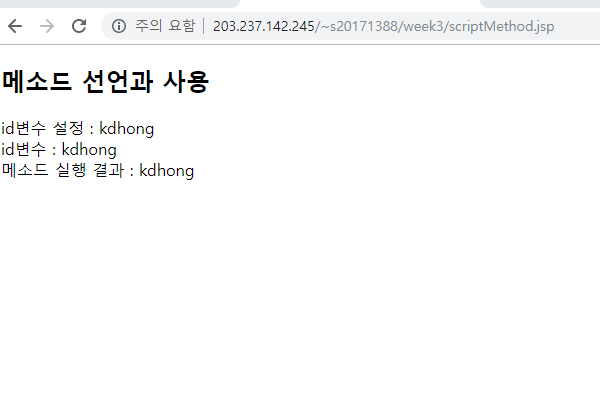 주의 요함 | 203.237.142.245/~s20171388/week3/scriptMethod.jsp
메소드 선언과 사용
id변수 설정 : kdhong
id변수 : kdhong
메소드 실행 결과 : kdhong